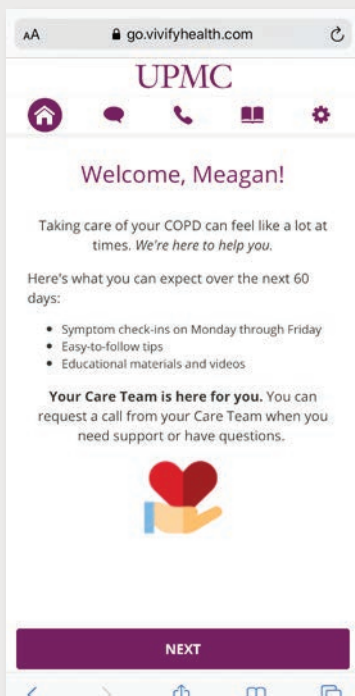 AA go.vivifyhealth.com
UPMC
Welcome, Meagan!
Taking care of your COPD can feel like a lot at
times. We're here to help you.
Here's what you can expect over the next 60
days:
• Symptom check-ins on Monday through Friday
• Easy-to-follow tips
• Educational materials and videos
Your Care Team is here for you. You can
request a call from your Care Team when you
need support or have questions.
NEXT